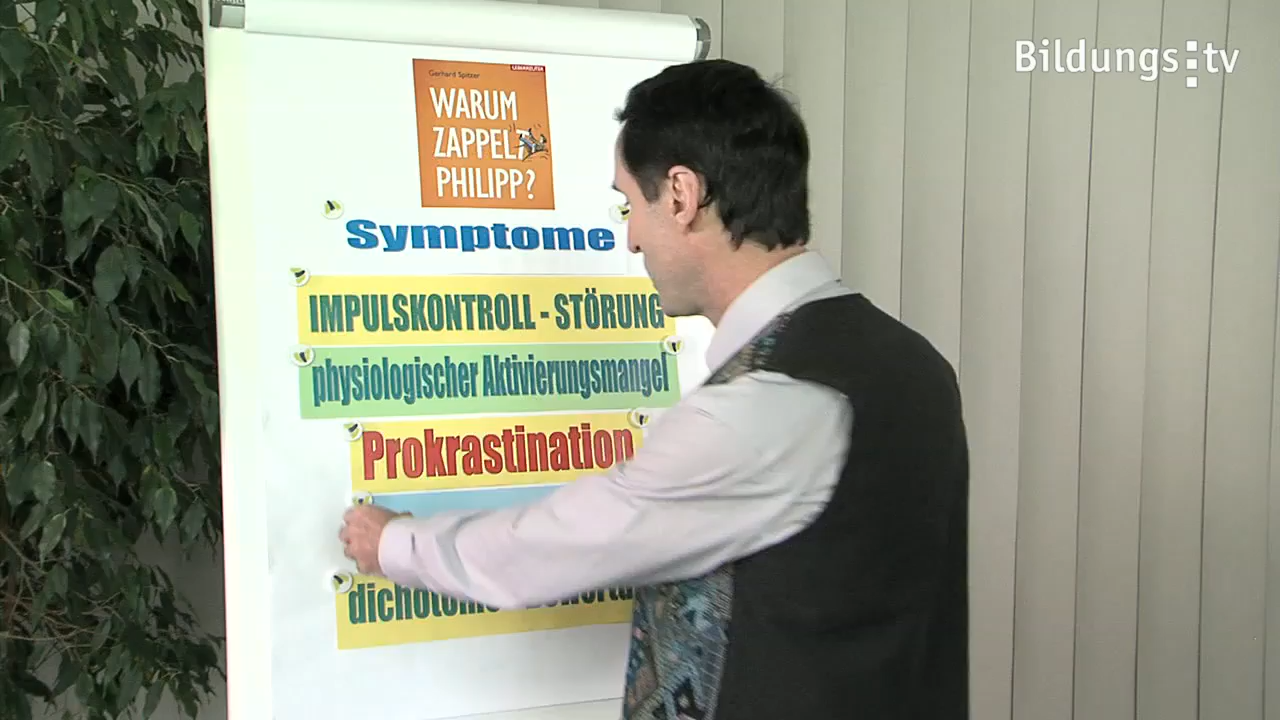 Bildungs:tv
Gerhard Spitzer
WARUM
ZAPPELT
PHILIPP?
Symptome
IMPULSKONTROLL - STÖRUNG
physiologischer Aktivierungsmangel
Prokrastination